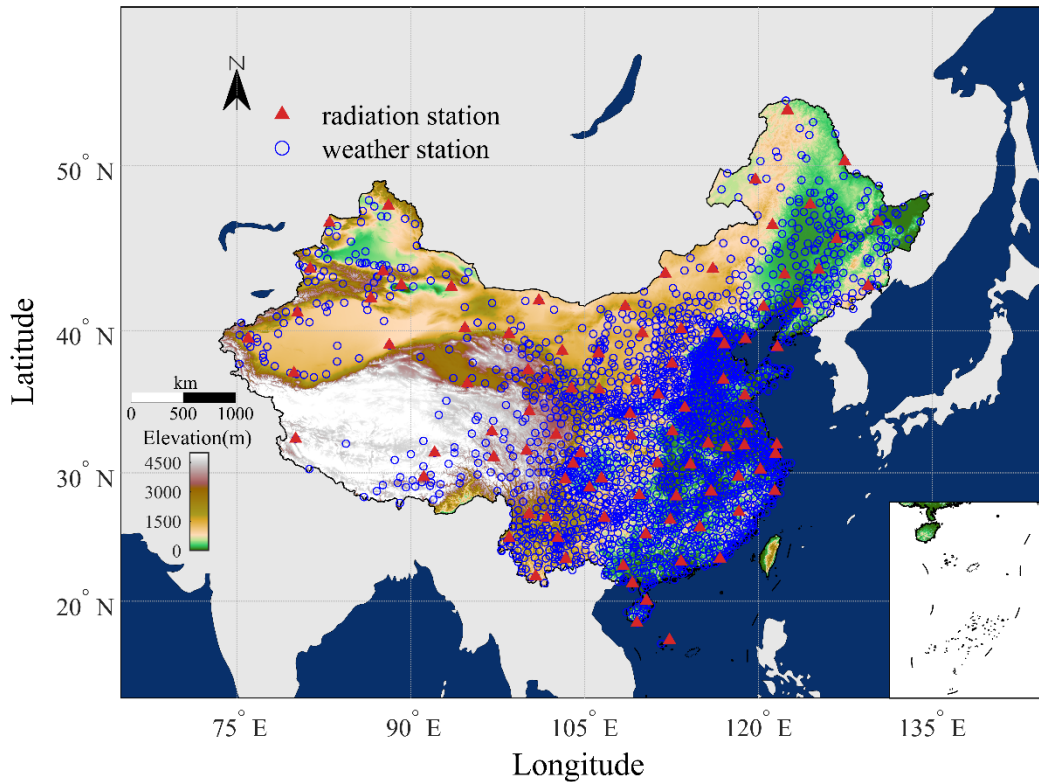 N
radiation station
weather station
50° N
40° N
30° N
20° N
Latitude
km
0 500 1000
Elevation(m)
4500
3000
1500
0
75° E 90° E 105° E 120° E 135° E
Longitude